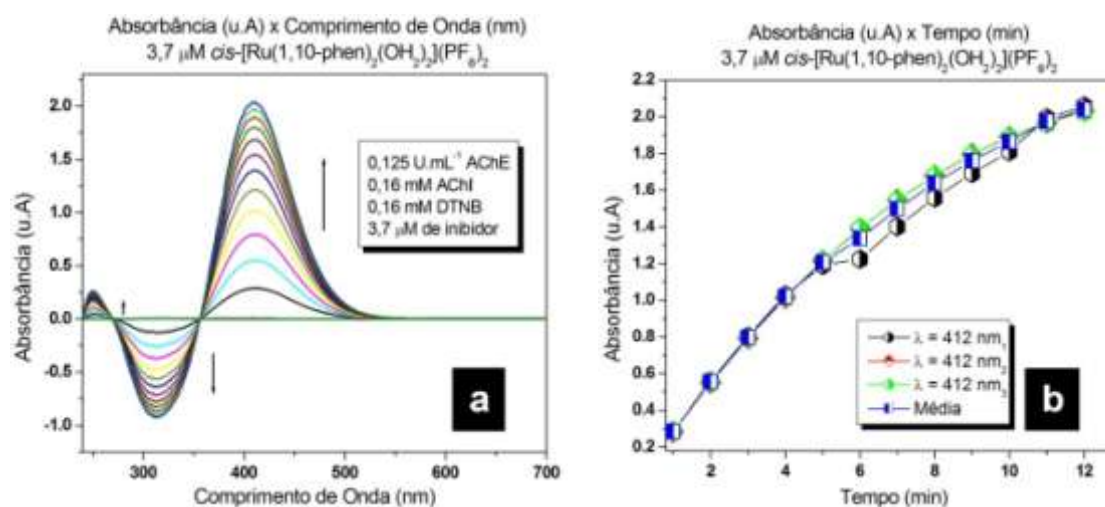 Absorbância (u.A) x Comprimento de Onda (nm)
3,7 μM cis-[Ru(1,10-phen)₂(OH₂)₂](PF₆)₂
Absorbância (u.A)
2.0
1.5
1.0
0.5
0.0
-0.5
-1.0
0,125 U.mL⁻¹ AChE
0,16 mM AChI
0,16 mM DTNB
3,7 μM de inibidor
a
300
400
500
600
700
Comprimento de Onda (nm)
Absorbância (u.A) x Tempo (min)
3,7 μM cis-[Ru(1,10-phen)₂(OH₂)₂](PF₆)₂
Absorbância (u.A)
2.2
2.0
1.8
1.6
1.4
1.2
1.0
0.8
0.6
0.4
0.2
λ = 412 nm₁
λ = 412 nm₂
λ = 412 nm₃
Média
b
2
4
6
8
10
12
Tempo (min)